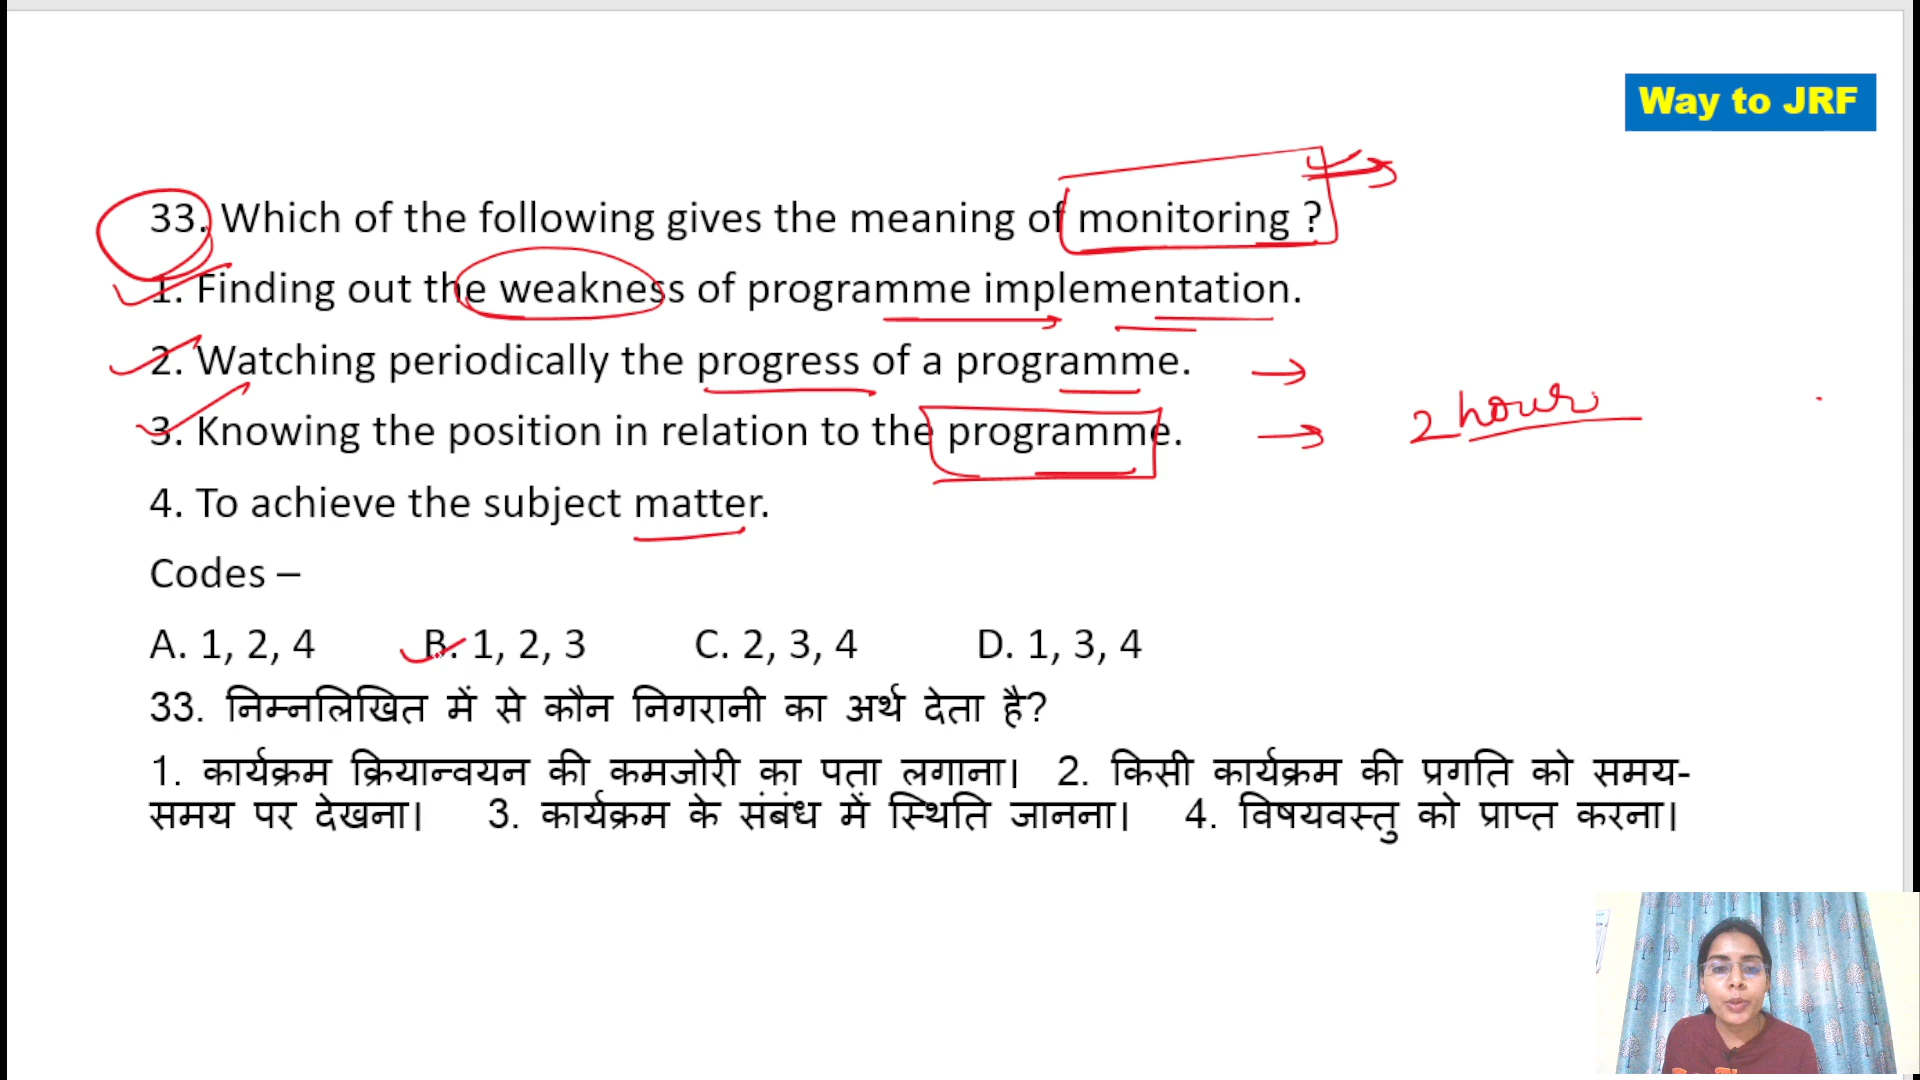 Way to JRF
33. Which of the following gives the meaning of monitoring ?
1. Finding out the weakness of programme implementation.
2. Watching periodically the progress of a programme.
3. Knowing the position in relation to the programme.
2 hour
4. To achieve the subject matter.
Codes –
A. 1, 2, 4 B. 1, 2, 3 C. 2, 3, 4 D. 1, 3, 4
33. निम्नलिखित में से कौन निगरानी का अर्थ देता है?
1. कार्यक्रम क्रियान्वयन की कमजोरी का पता लगाना। 2. किसी कार्यक्रम की प्रगति को समय-
समय पर देखना। 3. कार्यक्रम के संबंध में स्थिति जानना। 4. विषयवस्तु को प्राप्त करना।